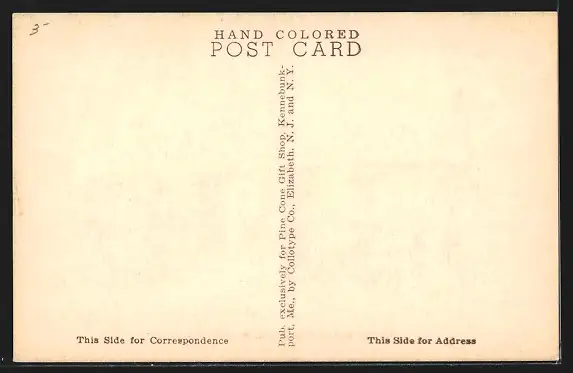 3-
HAND COLORED
POST CARD
Pub. exclusively for Pine Cone Gift Shop, Kennebunk-
port, Me., by Collotype Co., Elizabeth, N. J. and N. Y.
This Side for Correspondence
This Side for Address